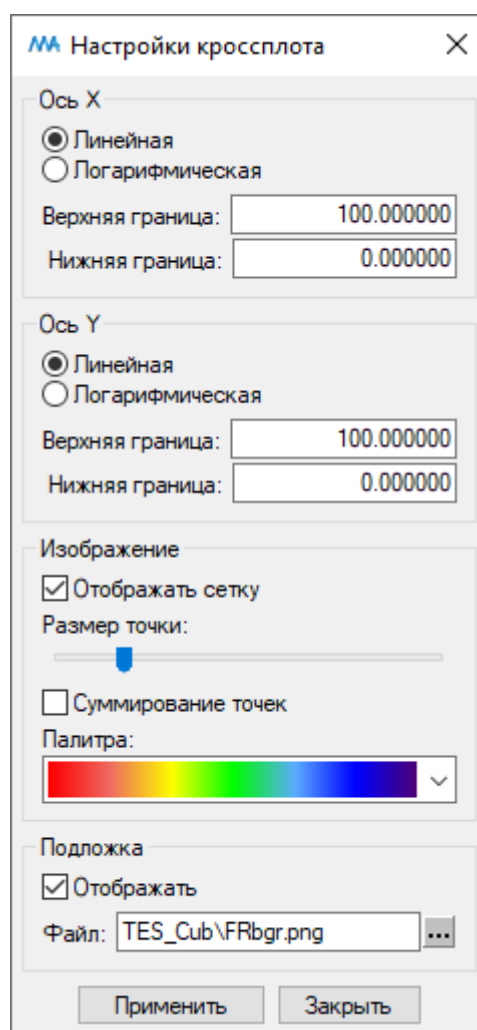 Настройки кроссплота
Ось X
Линейная
Логарифмическая
Верхняя граница: 100.000000
Нижняя граница: 0.000000
Ось Y
Линейная
Логарифмическая
Верхняя граница: 100.000000
Нижняя граница: 0.000000
Изображение
Отображать сетку
Размер точки:
Суммирование точек
Палитра:
Подложка
Отображать
Файл: TES_Cub\FRbgr.png ...
Применить Закрыть